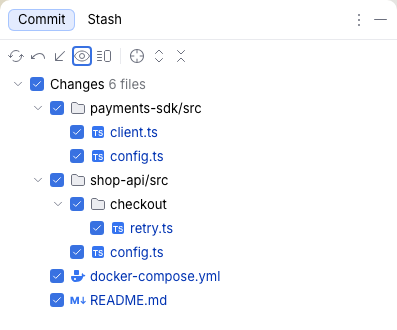 Commit Stash
Changes 6 files
payments-sdk/src
TS client.ts
TS config.ts
shop-api/src
checkout
TS retry.ts
TS config.ts
docker-compose.yml
M↓ README.md